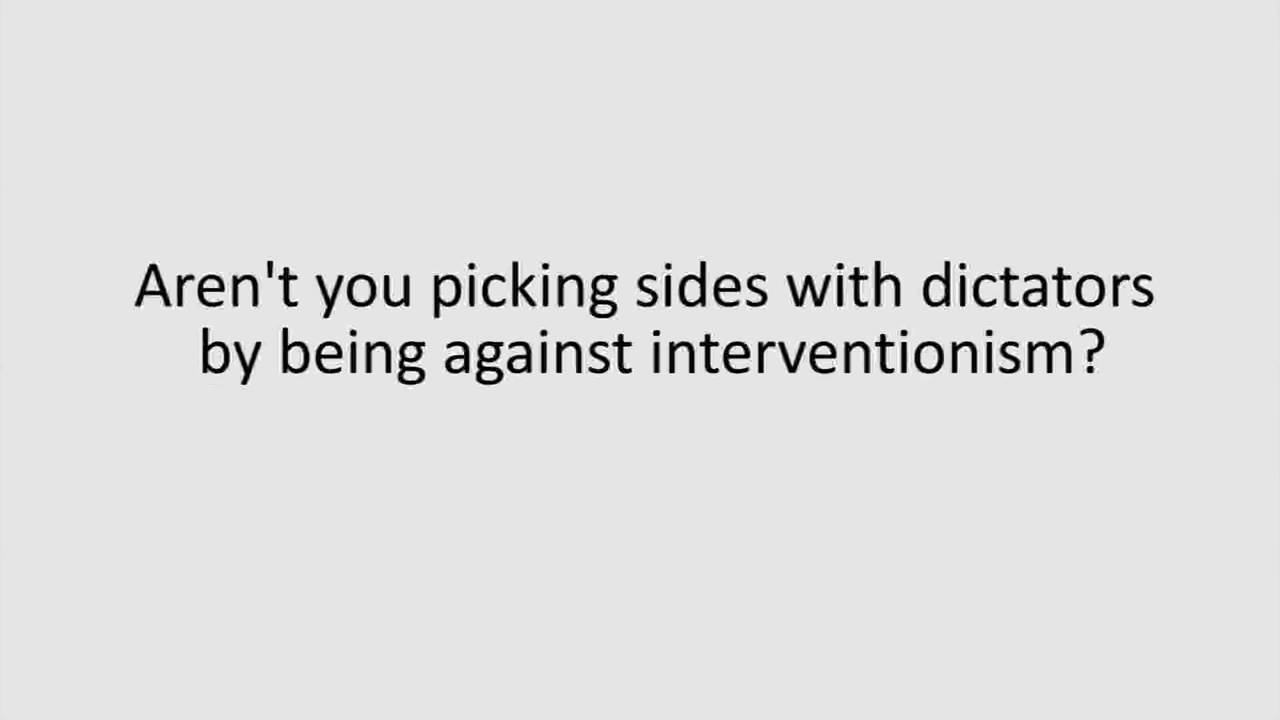 Aren't you picking sides with dictators
by being against interventionism?